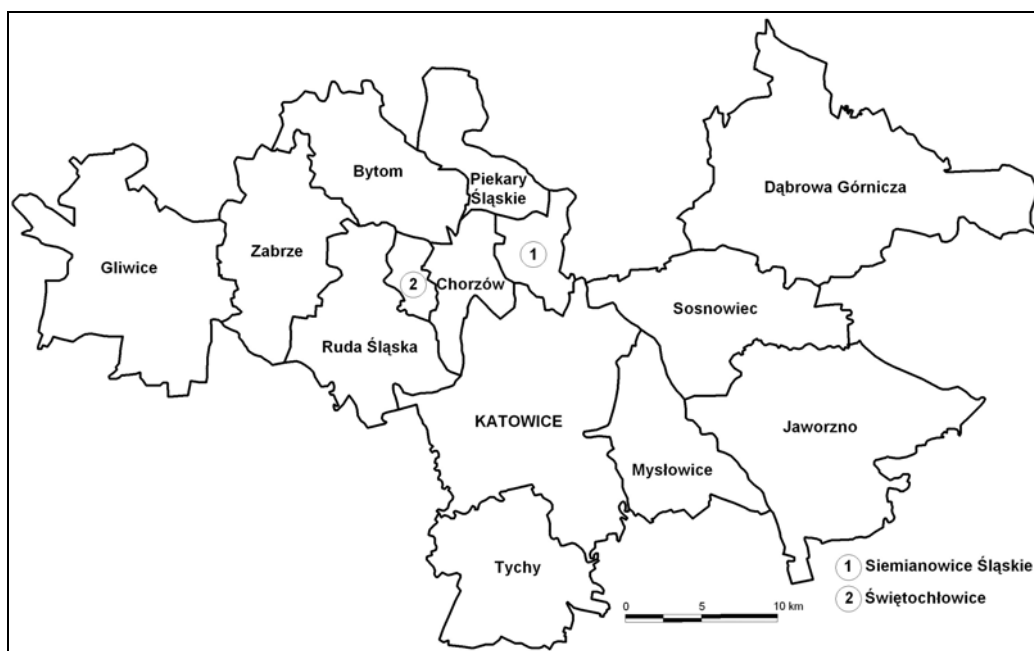 Bytom
Piekary
Śląskie
Dąbrowa Górnicza
Gliwice
Zabrze
1
2
Chorzów
Sosnowiec
Ruda Śląska
KATOWICE
Jaworzno
Mysłowice
Tychy
1 Siemianowice Śląskie
2 Świętochłowice
0 5 10 km